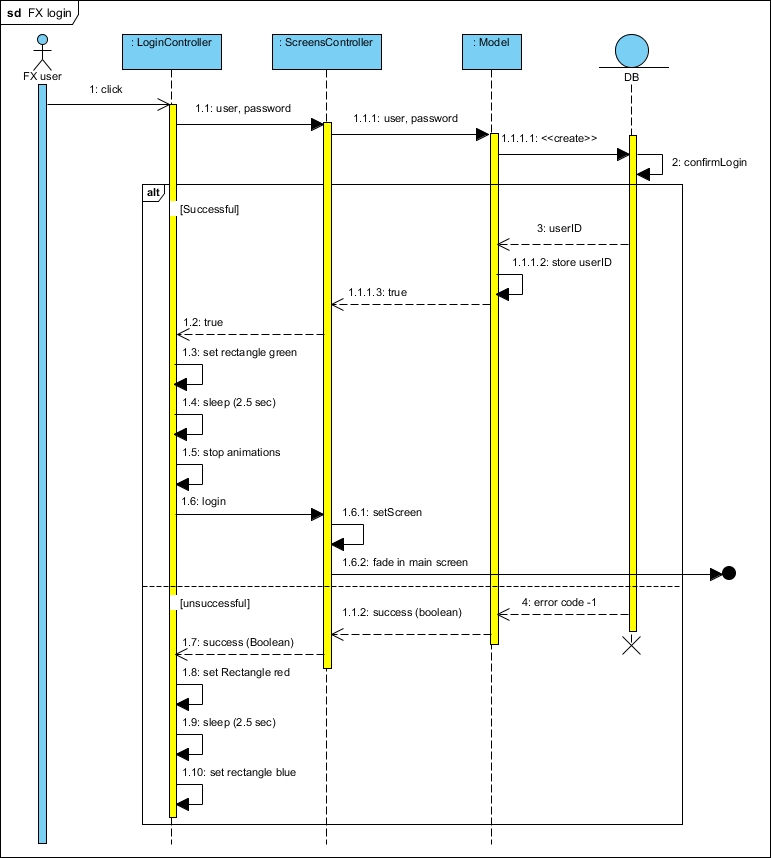 sd FX login
FX user
: LoginController
: ScreensController
: Model
DB
1: click
1.1: user, password
1.1.1: user, password
1.1.1.1: <<create>>
2: confirmLogin
alt
[Successful]
3: userID
1.1.1.2: store userID
1.1.1.3: true
1.2: true
1.3: set rectangle green
1.4: sleep (2.5 sec)
1.5: stop animations
1.6: login
1.6.1: setScreen
1.6.2: fade in main screen
[unsuccessful]
4: error code -1
1.1.2: success (boolean)
1.7: success (Boolean)
1.8: set Rectangle red
1.9: sleep (2.5 sec)
1.10: set rectangle blue